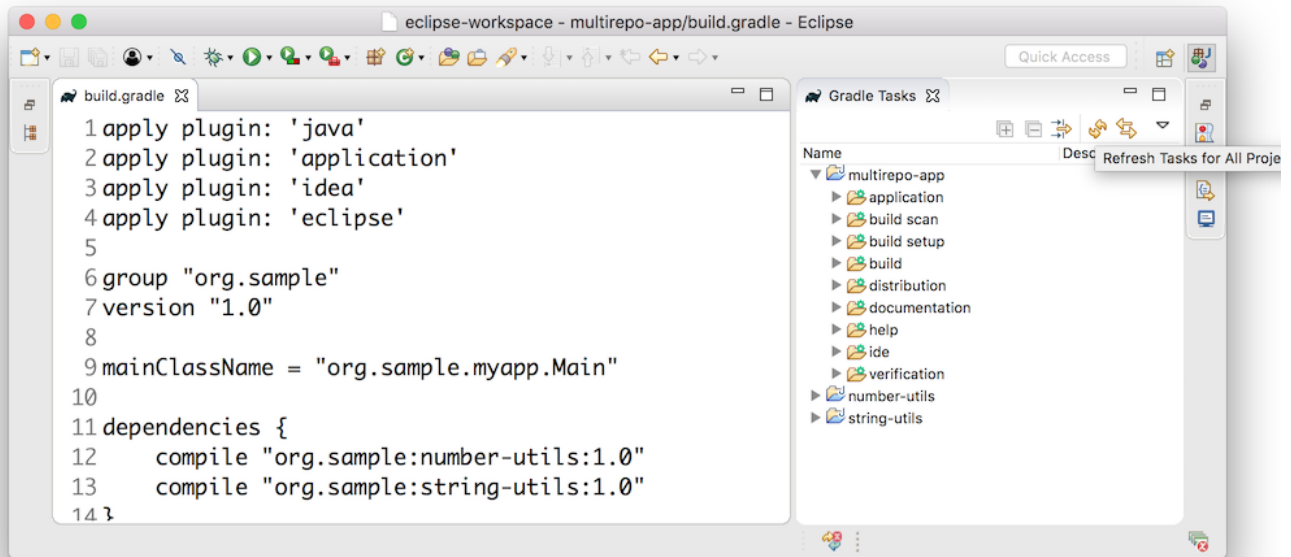 eclipse-workspace - multirepo-app/build.gradle - Eclipse
Quick Access
build.gradle
1 apply plugin: 'java'
2 apply plugin: 'application'
3 apply plugin: 'idea'
4 apply plugin: 'eclipse'
5
6 group "org.sample"
7 version "1.0"
8
9 mainClassName = "org.sample.myapp.Main"
10
11 dependencies {
12     compile "org.sample:number-utils:1.0"
13     compile "org.sample:string-utils:1.0"
14 }
Gradle Tasks
Name Desc
Refresh Tasks for All Proje
multirepo-app
application
build scan
build setup
build
distribution
documentation
help
ide
verification
number-utils
string-utils